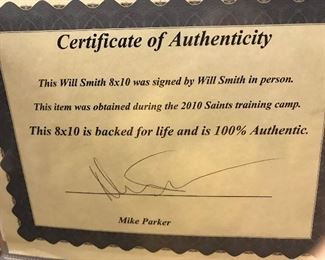 Certificate of Authenticity
This Will Smith 8x10 was signed by Will Smith in person.
This item was obtained during the 2010 Saints training camp.
This 8x10 is backed for life and is 100% Authentic.
Mike Parker